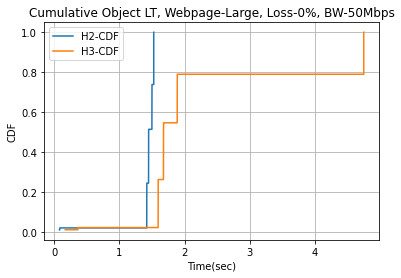 Cumulative Object LT, Webpage-Large, Loss-0%, BW-50Mbps
H2-CDF
H3-CDF
1.0
0.8
0.6
0.4
0.2
0.0
CDF
0 1 2 3 4
Time(sec)